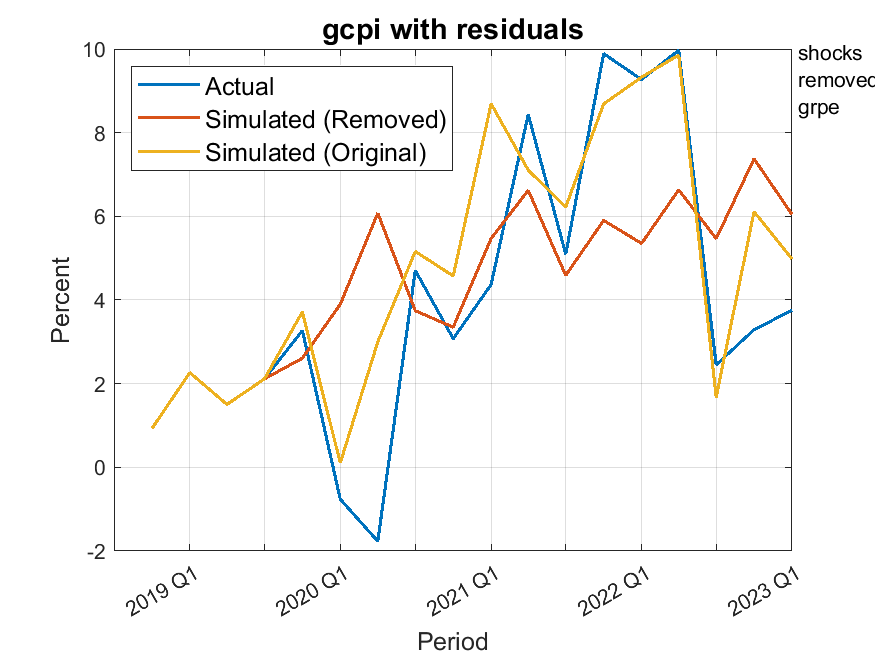 gcpi with residuals
shocks
removed
grpe
Actual
Simulated (Removed)
Simulated (Original)
10
8
6
4
2
0
-2
Percent
2019 Q1
2020 Q1
2021 Q1
2022 Q1
2023 Q1
Period